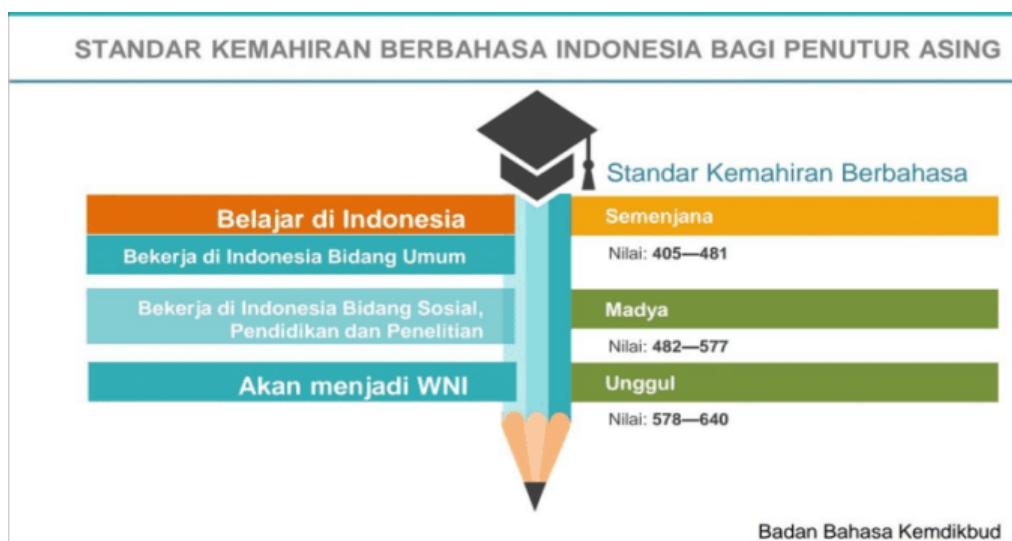 STANDAR KEMAHIRAN BERBAHASA INDONESIA BAGI PENUTUR ASING
Standar Kemahiran Berbahasa
Belajar di Indonesia
Semenjana
Bekerja di Indonesia Bidang Umum
Nilai: 405—481
Bekerja di Indonesia Bidang Sosial,
Pendidikan dan Penelitian
Madya
Nilai: 482—577
Akan menjadi WNI
Unggul
Nilai: 578—640
Badan Bahasa Kemdikbud